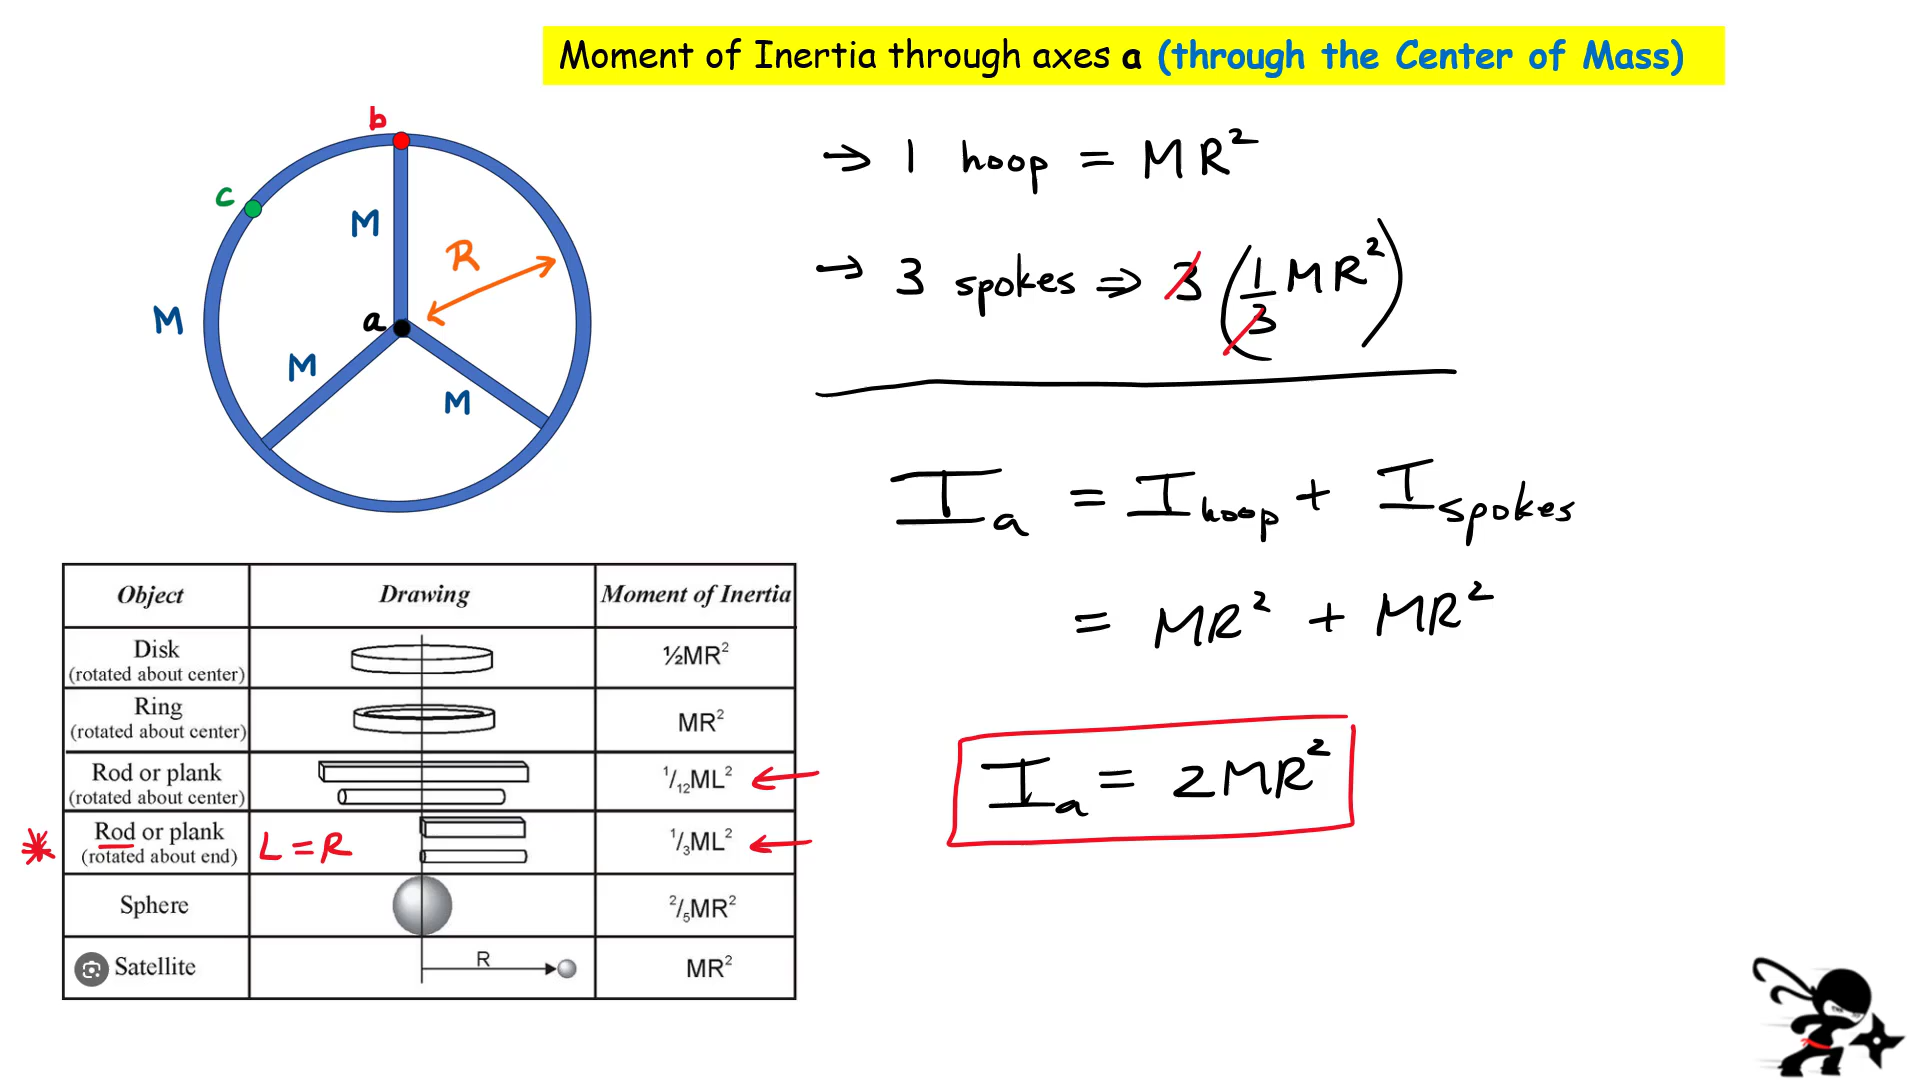 Moment of Inertia through axes a (through the Center of Mass)
b
c
M
R
a
M
M
M
→ 1 hoop = MR²
→ 3 spokes ⇒ 3 (1/3 MR²)
I_a = I_hoop + I_spokes
= MR² + MR²
I_a = 2MR²
Object Drawing Moment of Inertia
Disk
(rotated about center)
½MR²
Ring
(rotated about center)
MR²
Rod or plank
(rotated about center)
¹/₁₂ML² ←
* Rod or plank
(rotated about end)
L = R
¹/₃ML² ←
Sphere
²/₅MR²
Satellite
R
MR²